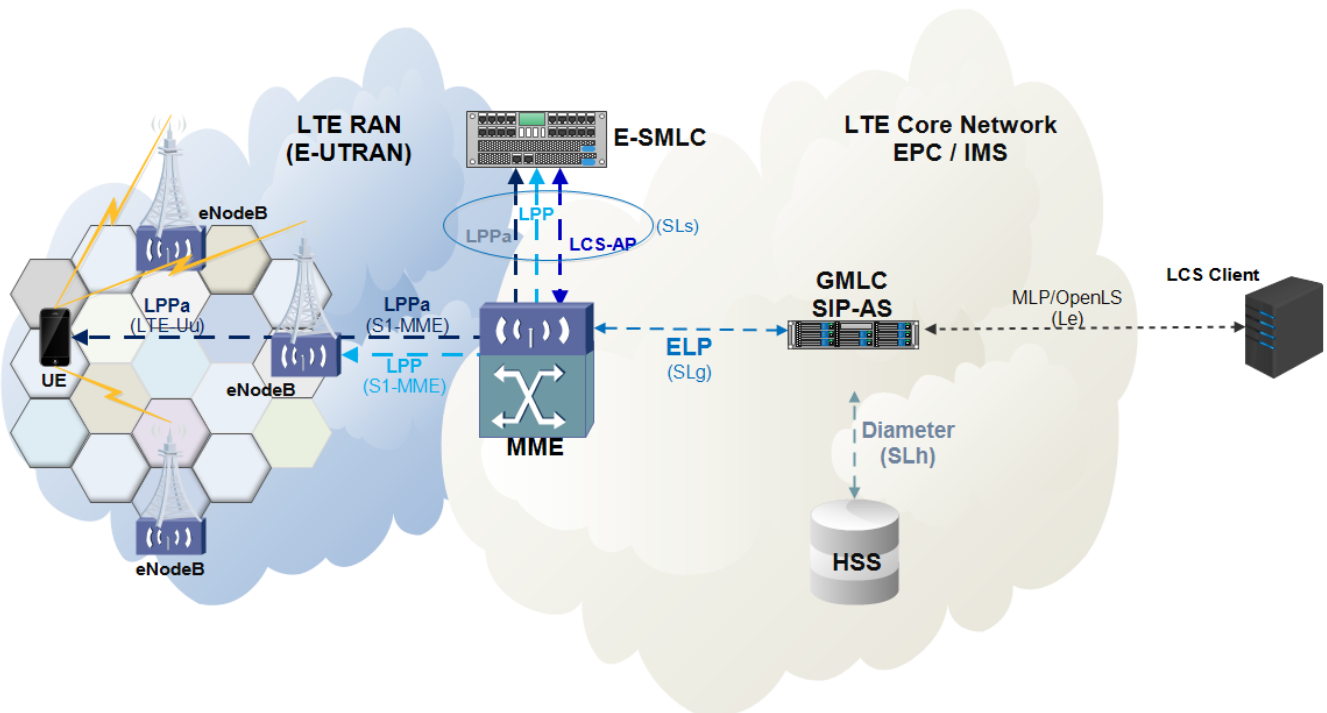 LTE RAN
(E-UTRAN)
E-SMLC
LTE Core Network
EPC / IMS
eNodeB
LPP
LPPa
(SLs)
LCS-AP
GMLC
SIP-AS
LCS Client
LPPa
(LTE-Uu)
LPPa
(S1-MME)
MLP/OpenLS
(Le)
ELP
(SLg)
LPP
(S1-MME)
UE
eNodeB
MME
Diameter
(SLh)
HSS
eNodeB